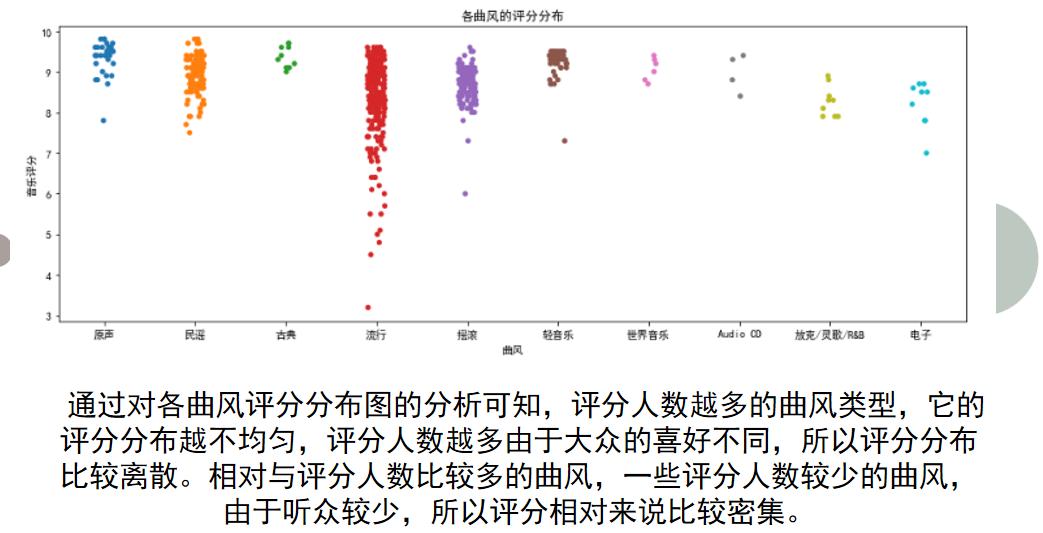 各曲风的评分分布
10
9
8
7
6
5
4
3
音乐评分
原声 民谣 古典 流行 摇滚 轻音乐 世界音乐 Audio CD 放克/灵歌/R&B 电子
曲风
通过对各曲风评分分布图的分析可知，评分人数越多的曲风类型，它的
评分分布越不均匀，评分人数越多由于大众的喜好不同，所以评分分布
比较离散。相对与评分人数比较多的曲风，一些评分人数较少的曲风，
由于听众较少，所以评分相对来说比较密集。